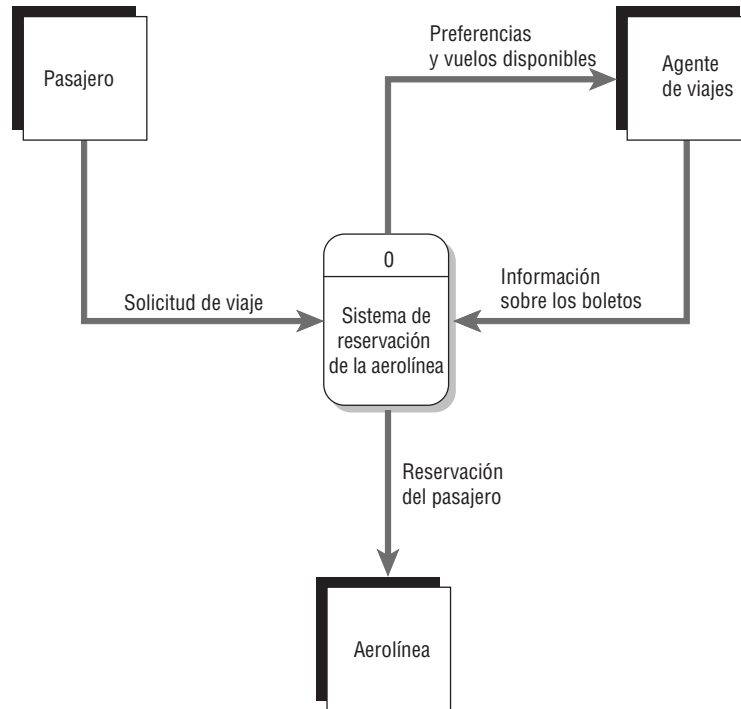 Pasajero
Preferencias
y vuelos disponibles
Agente
de viajes
0
Solicitud de viaje
Sistema de
reservación
de la aerolínea
Información
sobre los boletos
Reservación
del pasajero
Aerolínea